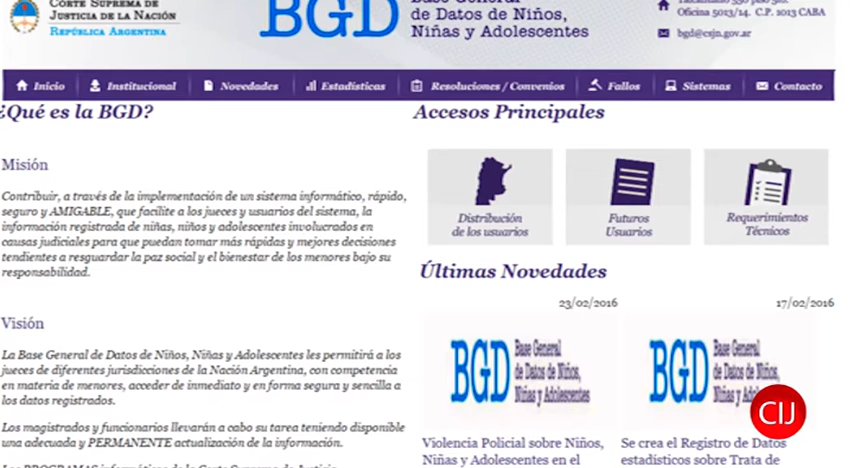 CORTE SUPREMA DE
JUSTICIA DE LA NACIÓN
REPÚBLICA ARGENTINA
BGD
Base General
de Datos de Niños,
Niñas y Adolescentes
Oficina 5013/14. C.P. 1013 CABA
bgd@csjn.gov.ar
Inicio
Institucional
Novedades
Estadísticas
Resoluciones / Convenios
Fallos
Sistemas
Contacto
¿Qué es la BGD?
Misión
Contribuir, a través de la implementación de un sistema informático, rápido,
seguro y AMIGABLE, que facilite a los jueces y usuarios del sistema, la
información registrada de niñas, niños y adolescentes involucrados en
causas judiciales para que puedan tomar más rápidas y mejores decisiones
tendientes a resguardar la paz social y el bienestar de los menores bajo su
responsabilidad.
Visión
La Base General de Datos de Niños, Niñas y Adolescentes les permitirá a los
jueces de diferentes jurisdicciones de la Nación Argentina, con competencia
en materia de menores, acceder de inmediato y en forma segura y sencilla a
los datos registrados.
Los magistrados y funcionarios llevarán a cabo su tarea teniendo disponible
una adecuada y PERMANENTE actualización de la información.
Los PROGRAMAS informáticos de la Corte Suprema de Justicia
Accesos Principales
Distribución
de los usuarios
Futuros
Usuarios
Requerimientos
Técnicos
Últimas Novedades
23/02/2016
BGD
Base General
de Datos de Niños,
Niñas y Adolescentes
Violencia Policial sobre Niños,
Niñas y Adolescentes en el
17/02/2016
BGD
Base General
de Datos de Niños,
Niñas y
Se crea el Registro de Datos
estadísticos sobre Trata de
CIJ